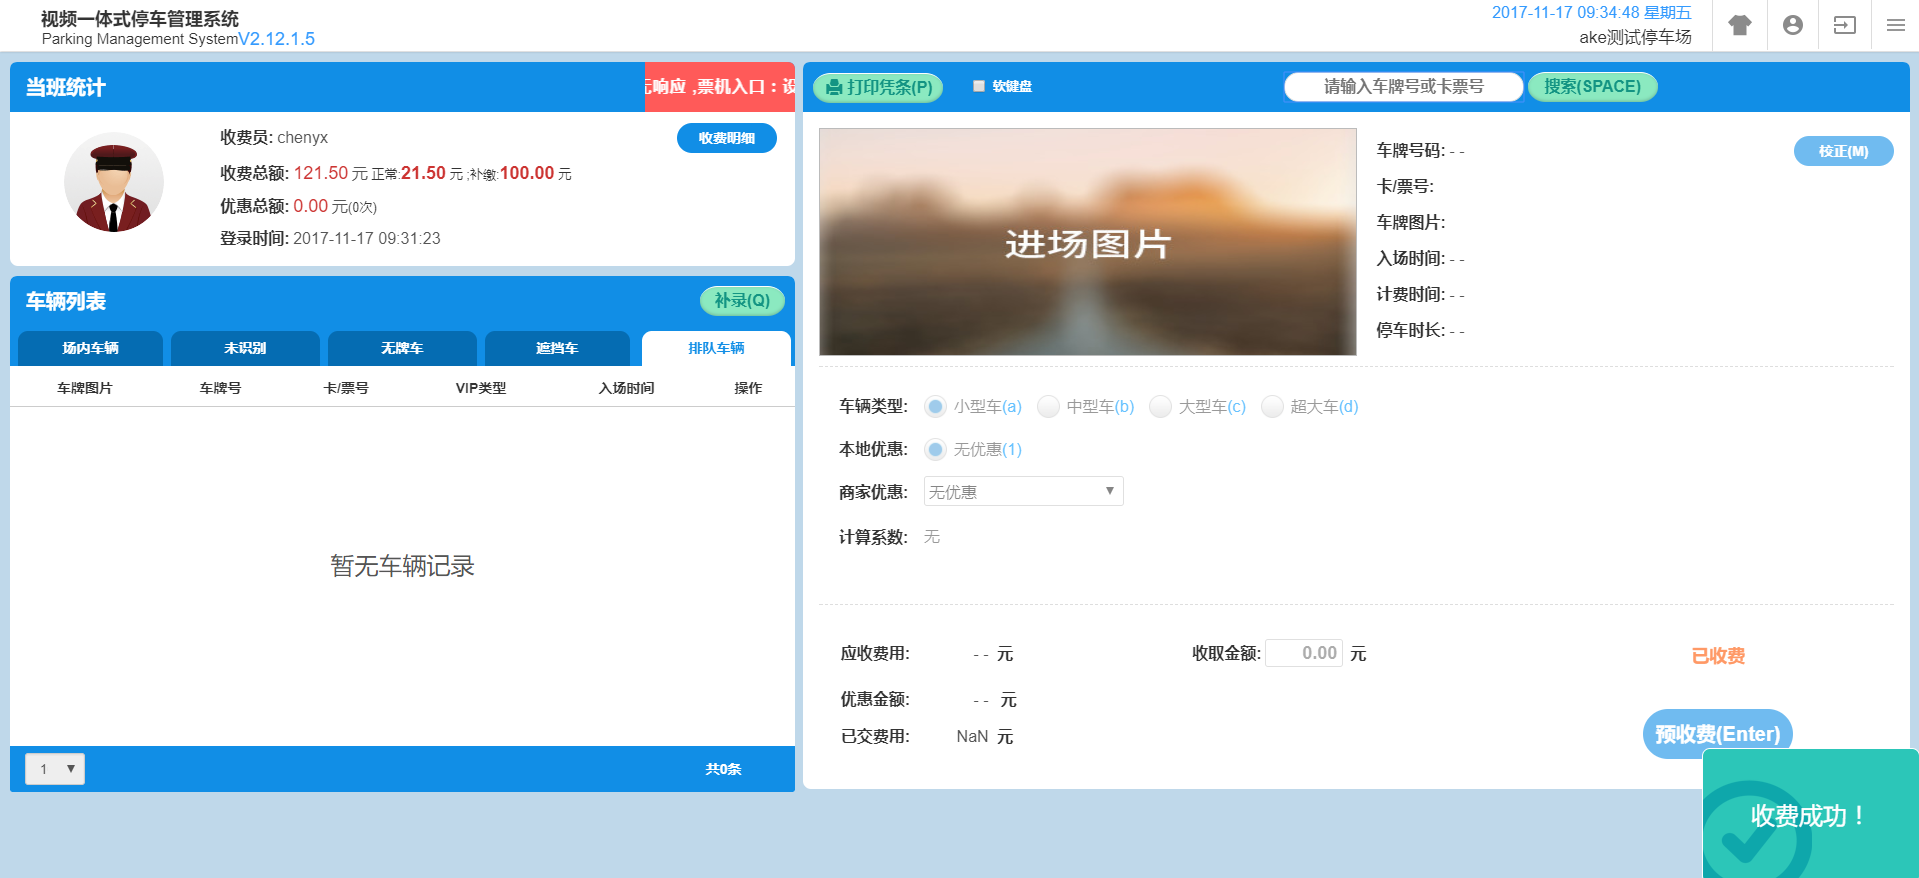 视频一体式停车管理系统
Parking Management SystemV2.12.1.5
2017-11-17 09:34:48 星期五
ake测试停车场
当班统计
响应 ,票机入口：设
收费员: chenyx
收费明细
收费总额: 121.50 元 正常:21.50 元 ;补缴:100.00 元
优惠总额: 0.00 元(0次)
登录时间: 2017-11-17 09:31:23
车辆列表
补录(Q)
场内车辆 未识别 无牌车 遮挡车 排队车辆
车牌图片 车牌号 卡/票号 VIP类型 入场时间 操作
暂无车辆记录
1 ▼
共0条
打印凭条(P)
软键盘
请输入车牌号或卡票号
搜索(SPACE)
进场图片
车牌号码: - -
校正(M)
卡/票号:
车牌图片:
入场时间: - -
计费时间: - -
停车时长: - -
车辆类型: 小型车(a) 中型车(b) 大型车(c) 超大车(d)
本地优惠: 无优惠(1)
商家优惠: 无优惠 ▼
计算系数: 无
应收费用: - - 元
收取金额: 0.00 元
已收费
优惠金额: - - 元
已交费用: NaN 元
预收费(Enter)
收费成功！